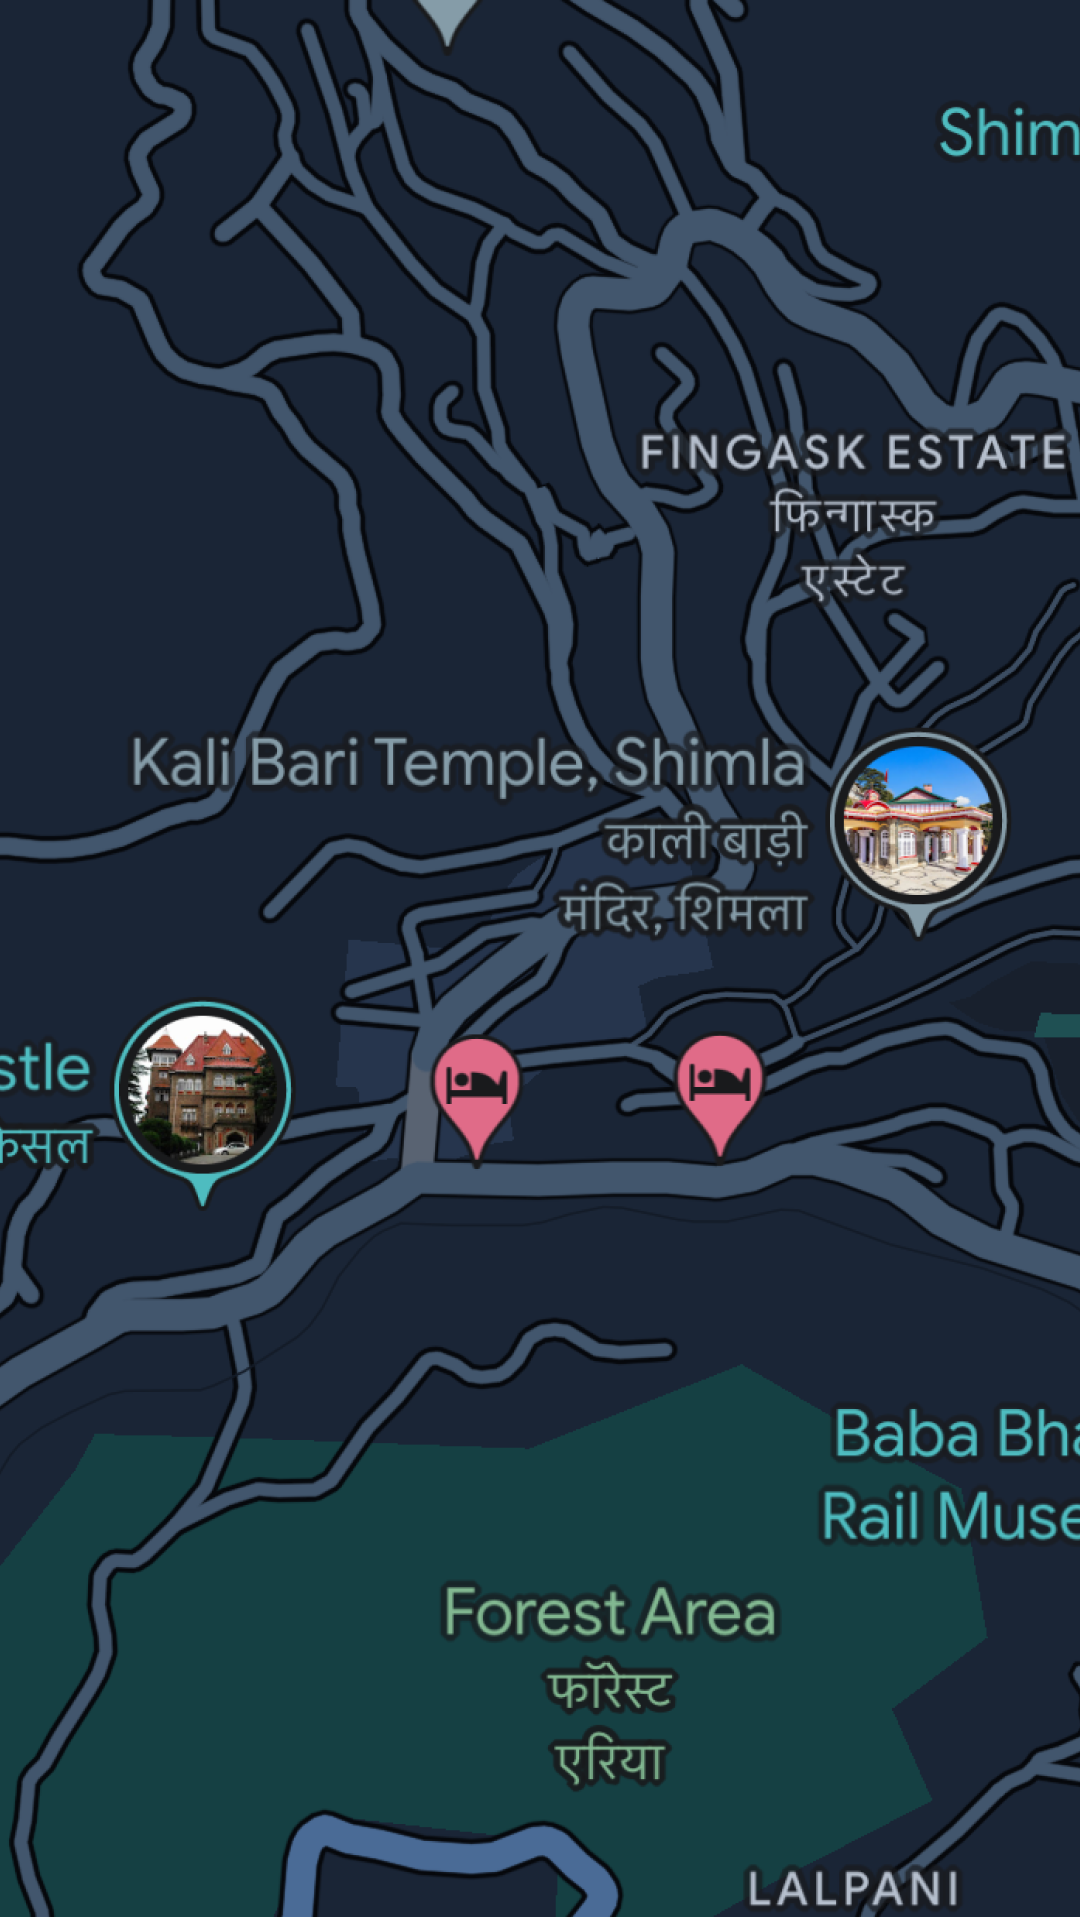 Shim
FINGASK ESTATE
फिन्गास्क
एस्टेट
Kali Bari Temple, Shimla
काली बाड़ी
मंदिर, शिमला
stle
कैसल
Baba Bha
Rail Muse
Forest Area
फॉरेस्ट
एरिया
LALPANI